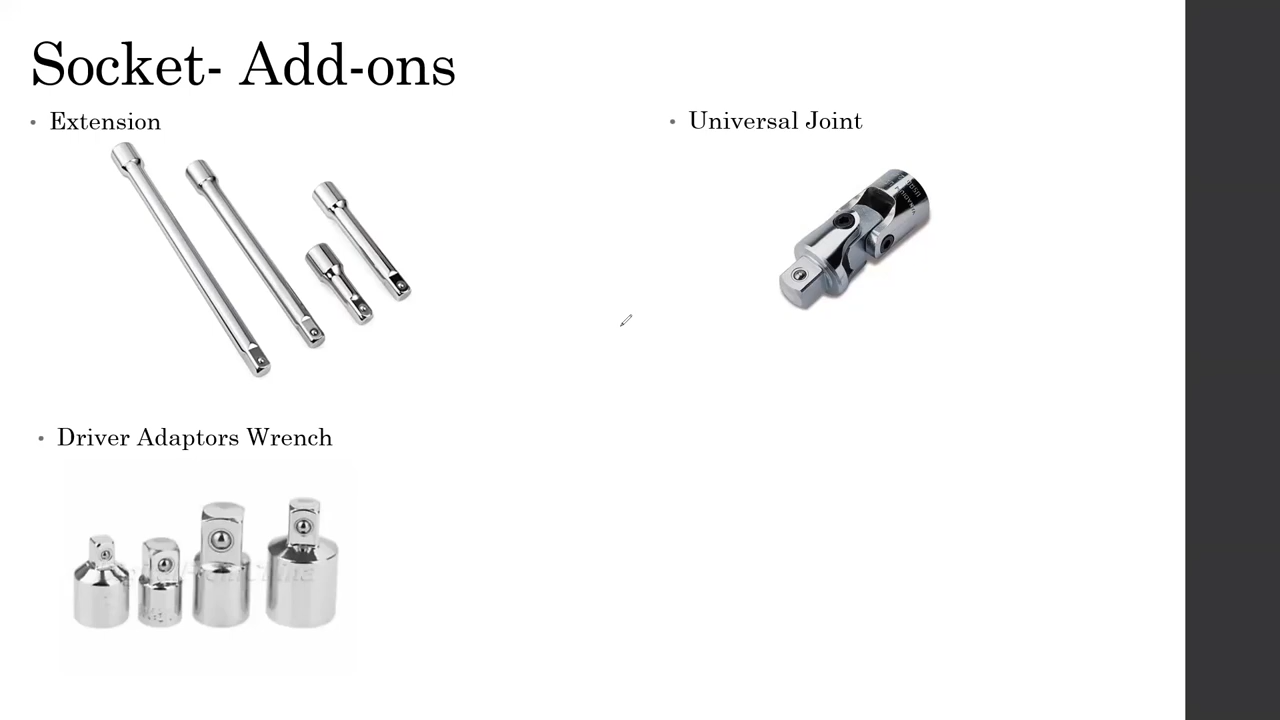 Socket- Add-ons
• Extension
• Universal Joint
• Driver Adaptors Wrench